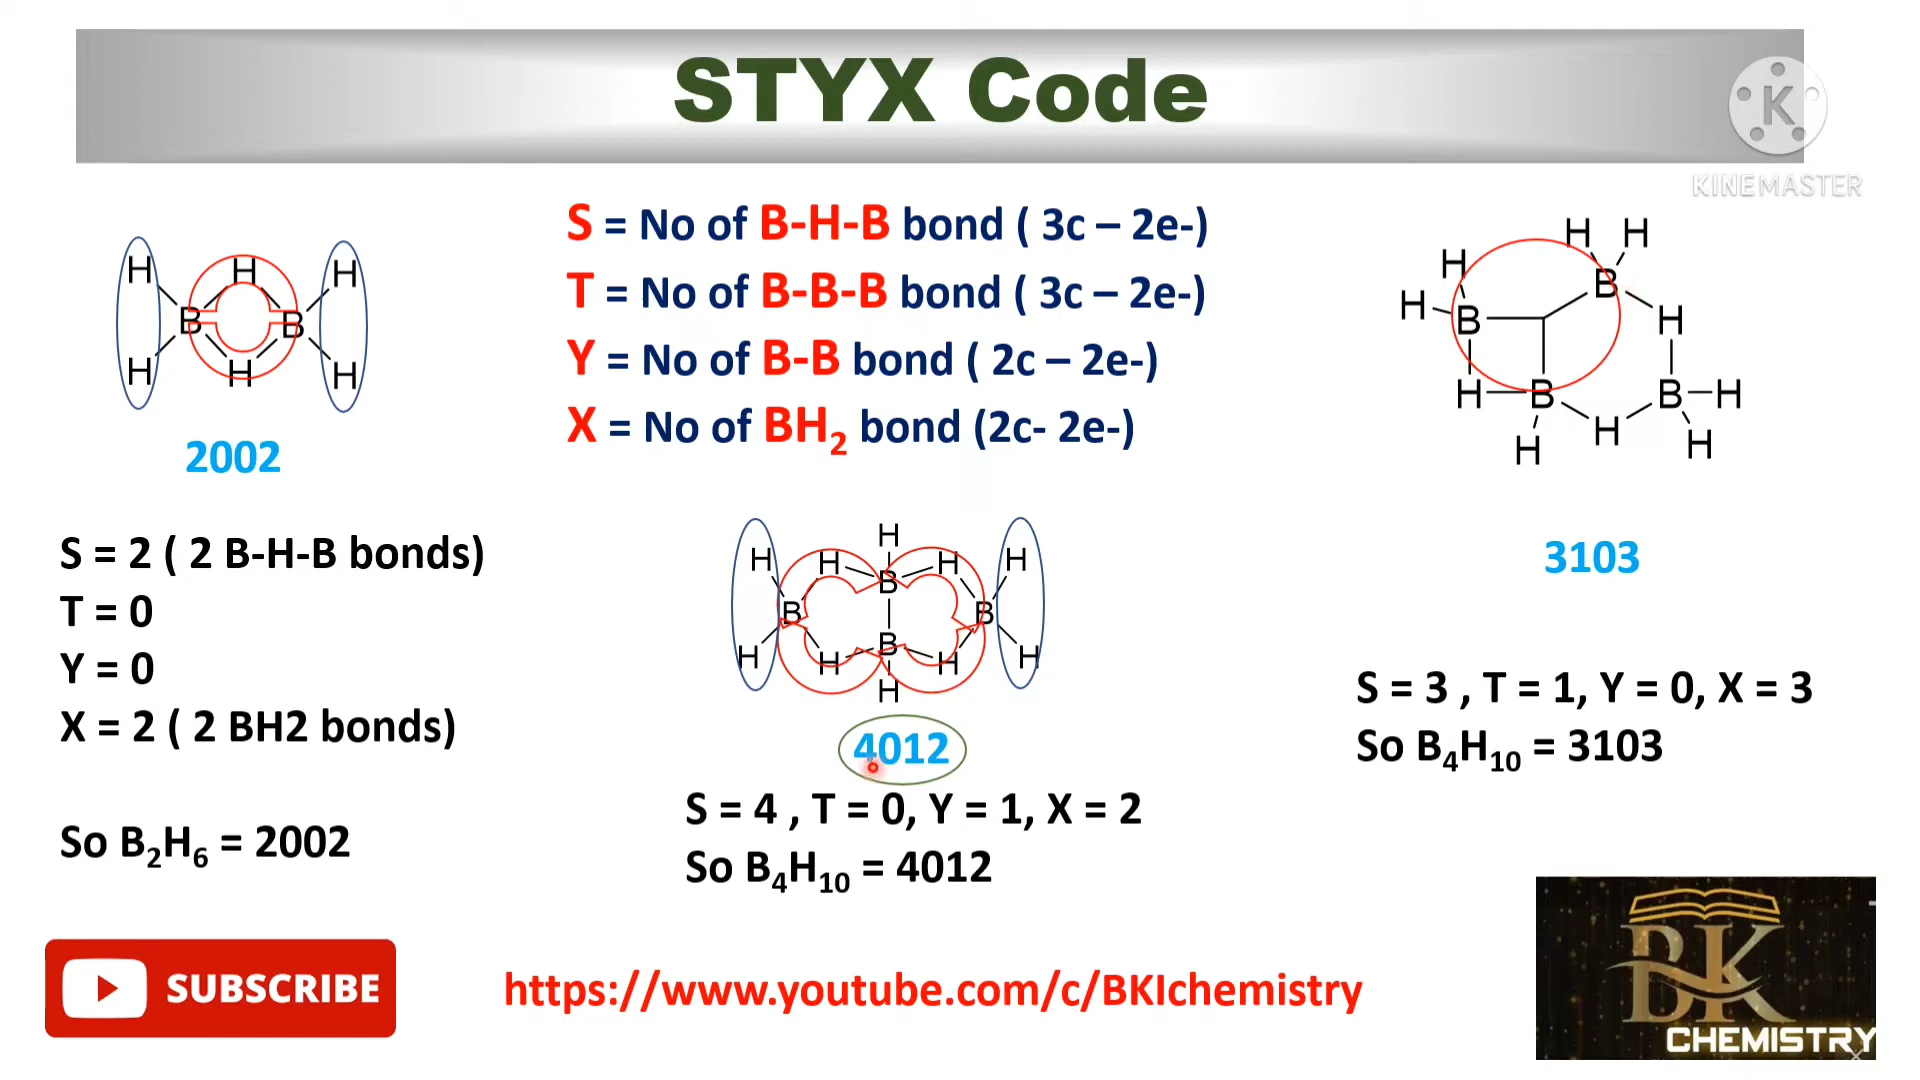 STYX Code
K
KINEMASTER
S = No of B-H-B bond ( 3c – 2e-)
T = No of B-B-B bond ( 3c – 2e-)
Y = No of B-B bond ( 2c – 2e-)
X = No of BH2 bond (2c- 2e-)
H H H H
B B
H H
2002
S = 2 ( 2 B-H-B bonds)
T = 0
Y = 0
X = 2 ( 2 BH2 bonds)
So B2H6 = 2002
H
H H H H
B
B B
B
H H H H
H
4012
S = 4 , T = 0, Y = 1, X = 2
So B4H10 = 4012
H H
H
B
H B H
H B B H
H
H H
3103
S = 3 , T = 1, Y = 0, X = 3
So B4H10 = 3103
SUBSCRIBE
https://www.youtube.com/c/BKIchemistry
BK
CHEMISTRY